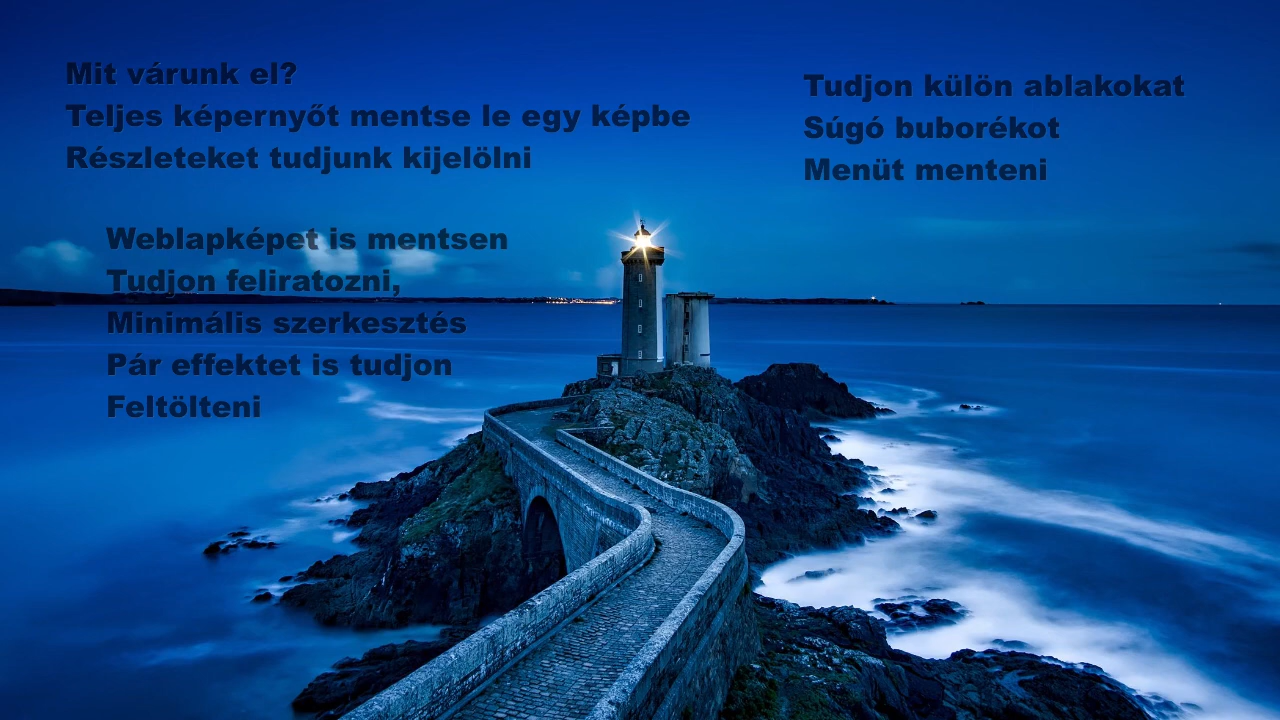 Mit várunk el?
Teljes képernyőt mentse le egy képbe
Részleteket tudjunk kijelölni
Weblapképet is mentsen
Tudjon feliratozni,
Minimális szerkesztés
Pár effektet is tudjon
Feltölteni
Tudjon külön ablakokat
Súgó buborékot
Menüt menteni